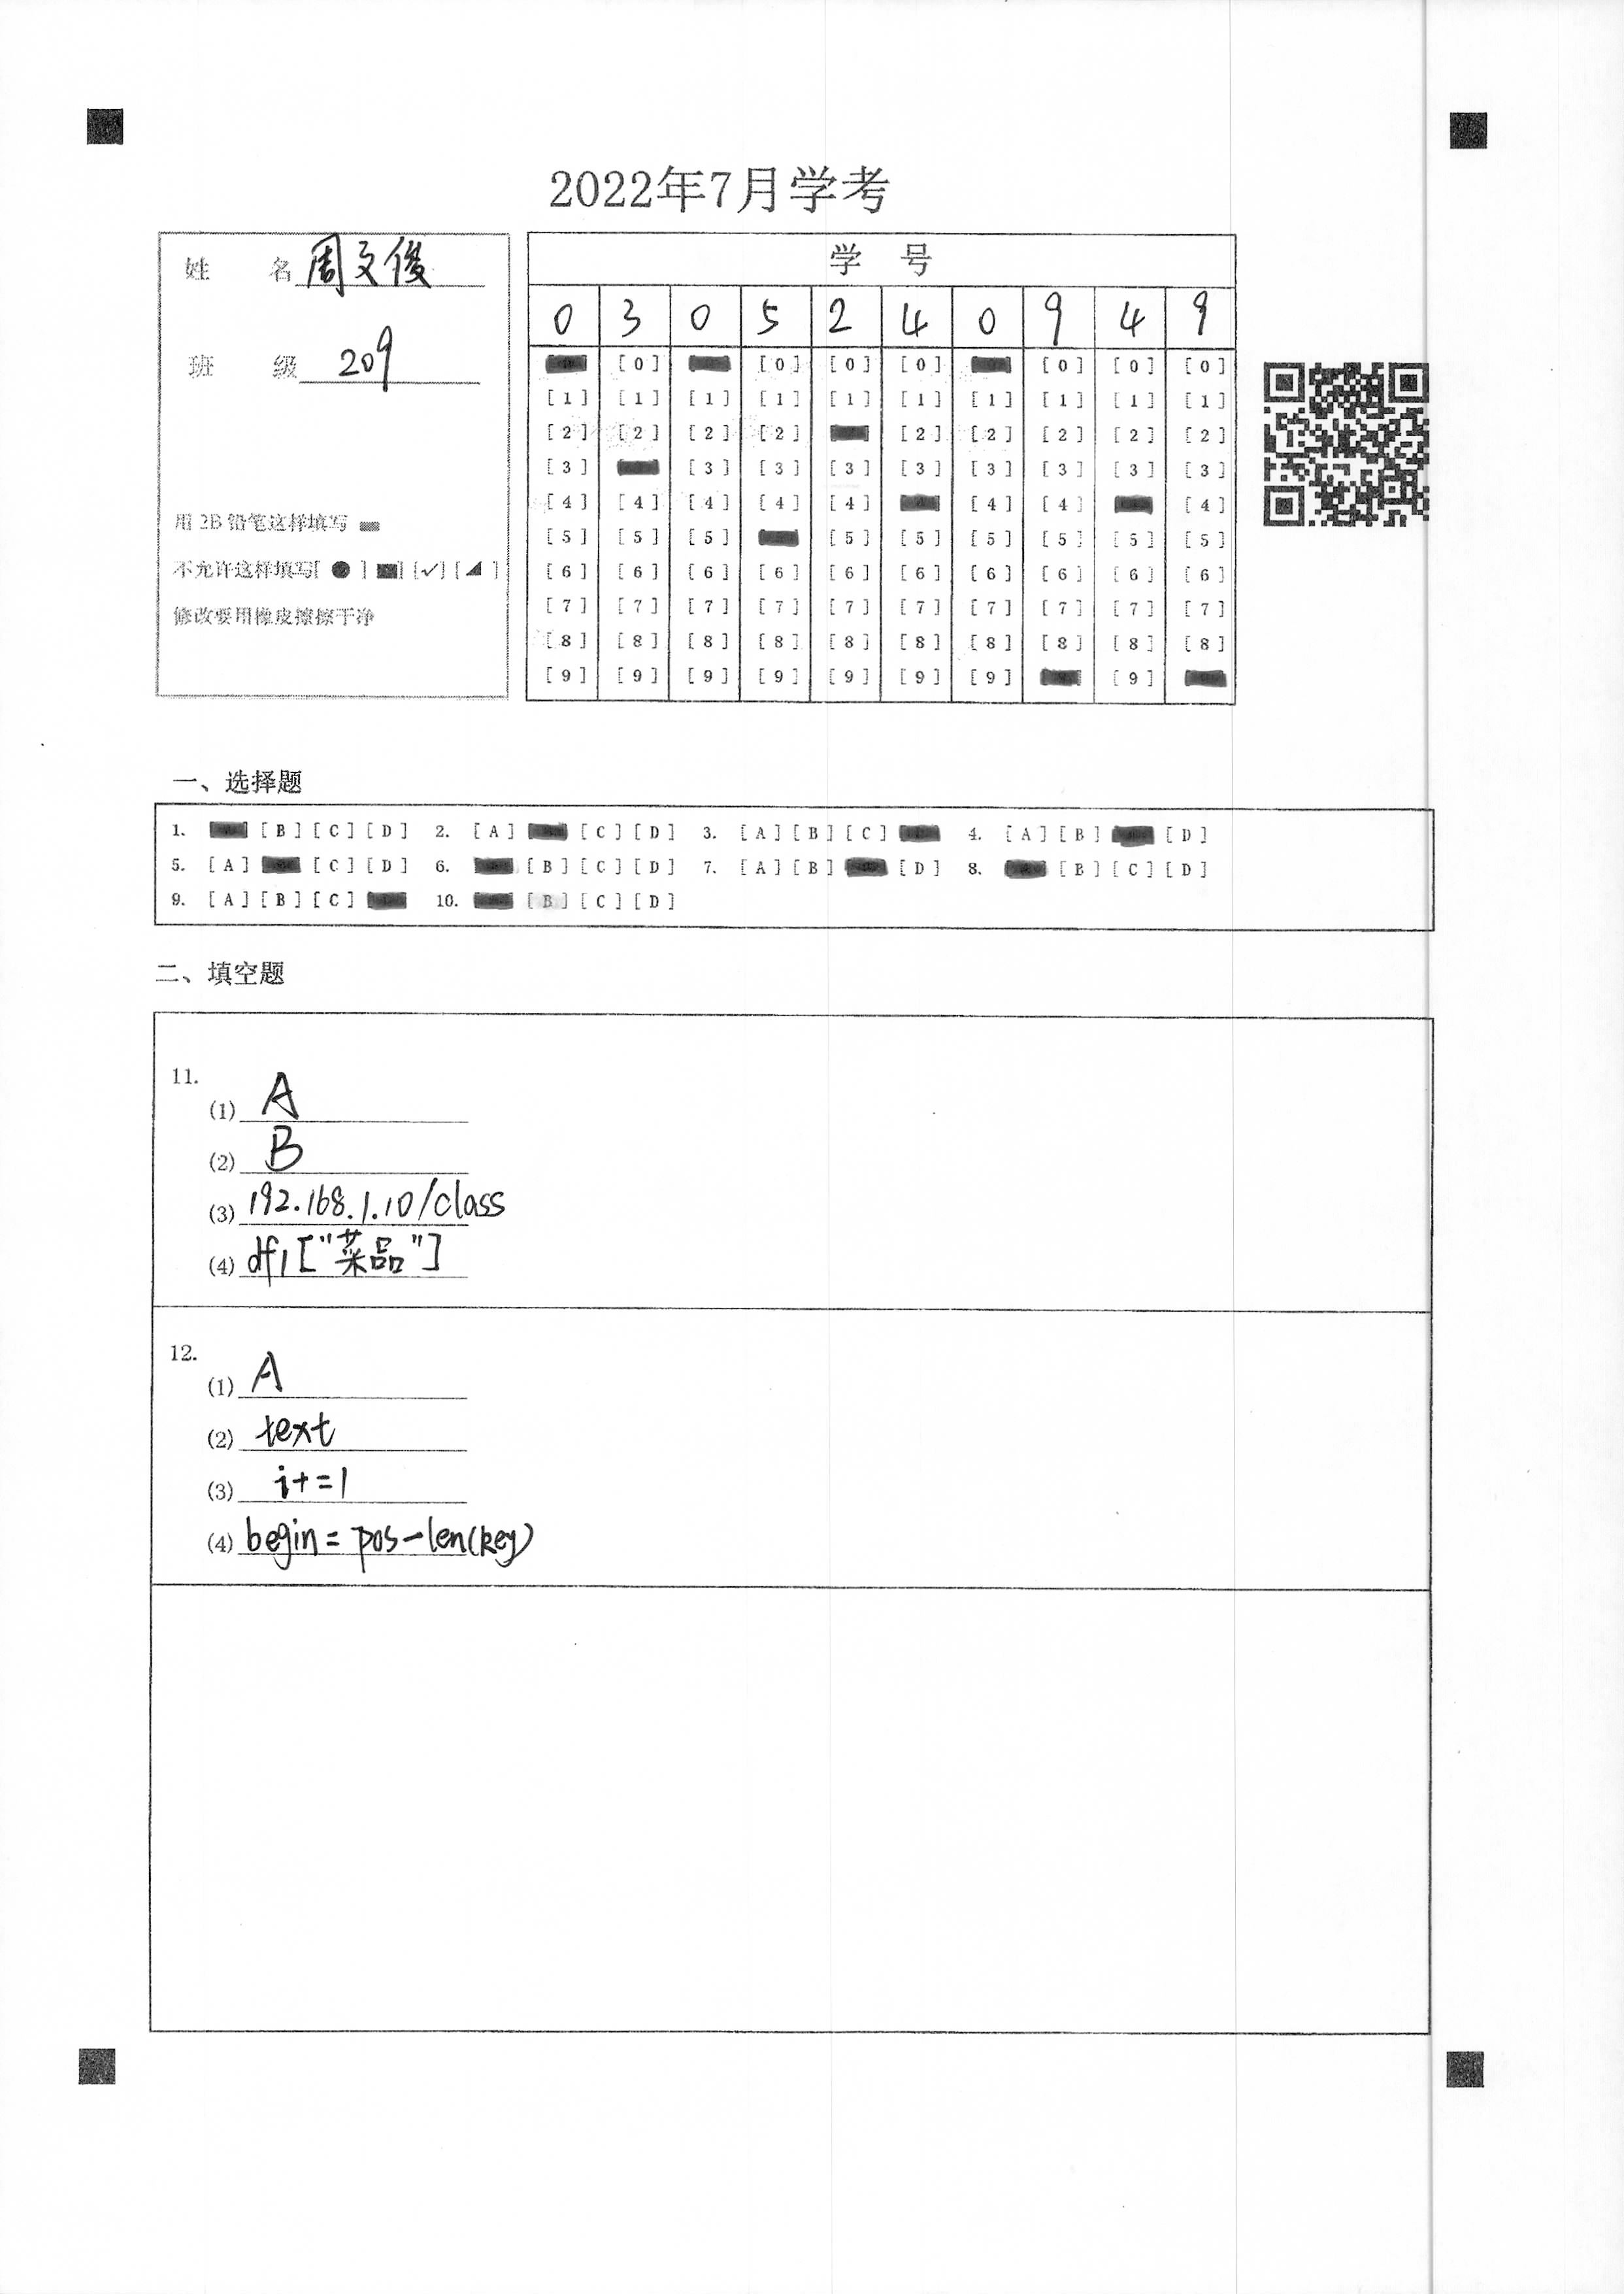 2022年7月学考
姓 名 周文俊
班 级 209
用 2B 铅笔这样填写
不允许这样填写[ ● ] [■] [✓] [◢ ]
修改要用橡皮擦擦干净
学 号
0 3 0 5 2 4 0 9 4 9
[0] [0] [0] [0] [0] [0] [0]
[1] [1] [1] [1] [1] [1] [1] [1] [1] [1]
[2] [2] [2] [2] [2] [2] [2] [2] [2]
[3] [3] [3] [3] [3] [3] [3] [3] [3]
[4] [4] [4] [4] [4] [4] [4] [4]
[5] [5] [5] [5] [5] [5] [5] [5] [5]
[6] [6] [6] [6] [6] [6] [6] [6] [6] [6]
[7] [7] [7] [7] [7] [7] [7] [7] [7] [7]
[8] [8] [8] [8] [8] [8] [8] [8] [8] [8]
[9] [9] [9] [9] [9] [9] [9] [9]
一、选择题
1. [B] [C] [D] 2. [A] [C] [D] 3. [A] [B] [C] 4. [A] [B] [D]
5. [A] [C] [D] 6. [B] [C] [D] 7. [A] [B] [D] 8. [B] [C] [D]
9. [A] [B] [C] 10. [B] [C] [D]
二、填空题
11.
(1) A
(2) B
(3) 192.168.1.10/class
(4) df1["菜品"]
12.
(1) A
(2) text
(3) i+=1
(4) begin=pos-len(key)